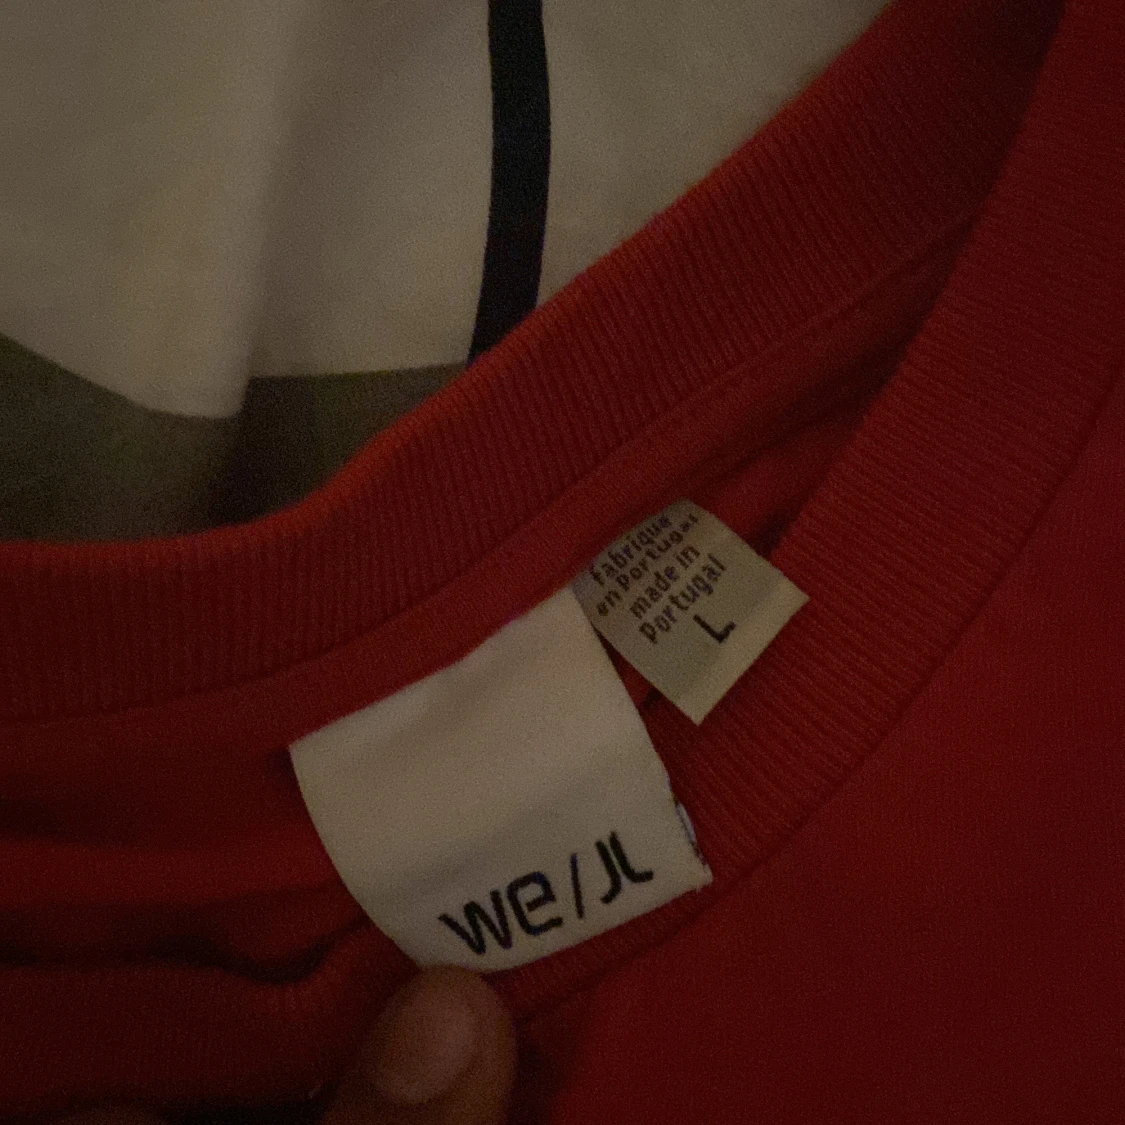 Fabriqué
en Portugal
made in
Portugal
L
we/JL